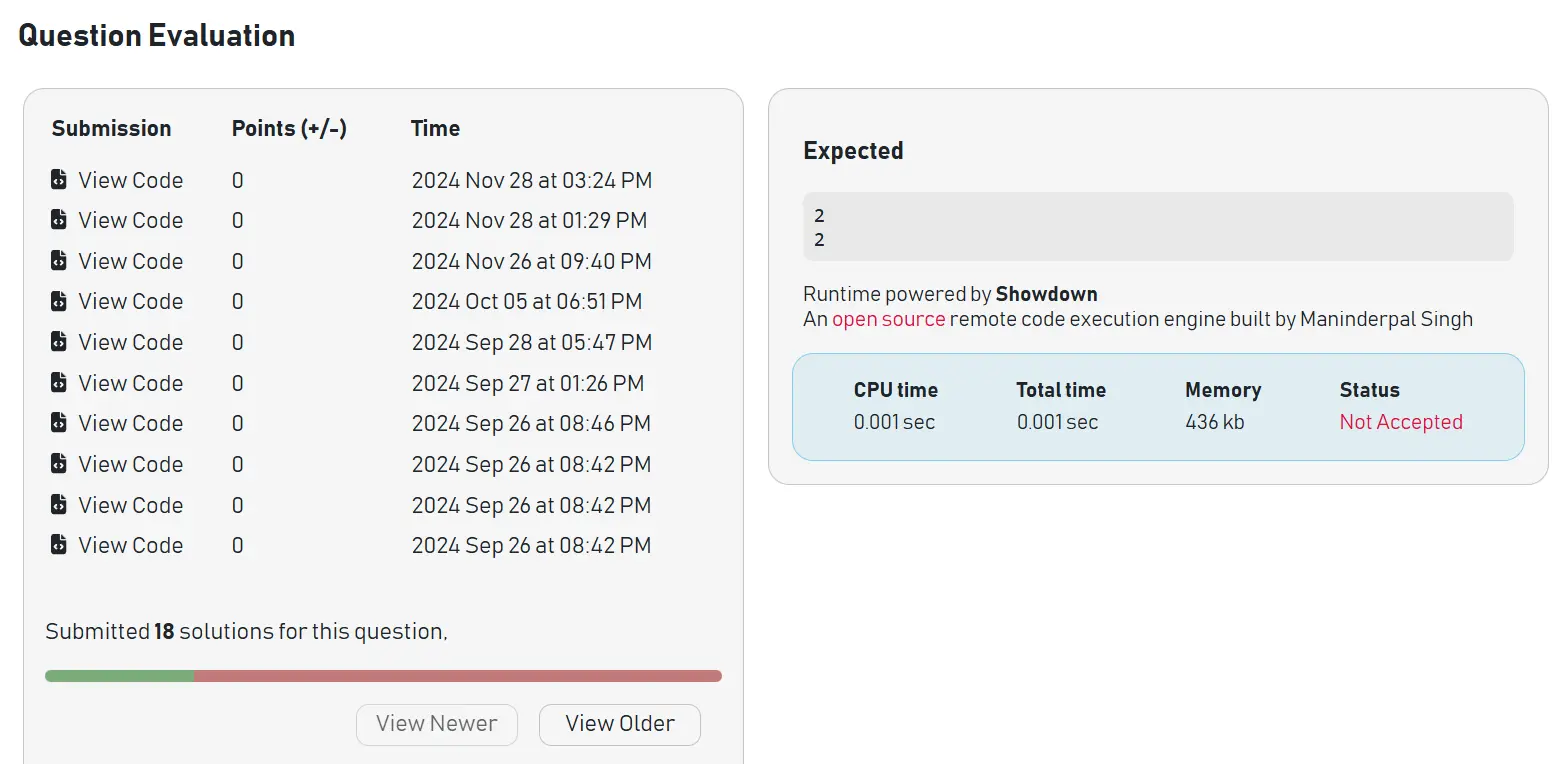 Question Evaluation
Submission Points (+/-) Time
View Code 0 2024 Nov 28 at 03:24 PM
View Code 0 2024 Nov 28 at 01:29 PM
View Code 0 2024 Nov 26 at 09:40 PM
View Code 0 2024 Oct 05 at 06:51 PM
View Code 0 2024 Sep 28 at 05:47 PM
View Code 0 2024 Sep 27 at 01:26 PM
View Code 0 2024 Sep 26 at 08:46 PM
View Code 0 2024 Sep 26 at 08:42 PM
View Code 0 2024 Sep 26 at 08:42 PM
View Code 0 2024 Sep 26 at 08:42 PM
Submitted 18 solutions for this question,
View Newer View Older
Expected
2
2
Runtime powered by Showdown
An open source remote code execution engine built by Maninderpal Singh
CPU time Total time Memory Status
0.001 sec 0.001 sec 436 kb Not Accepted